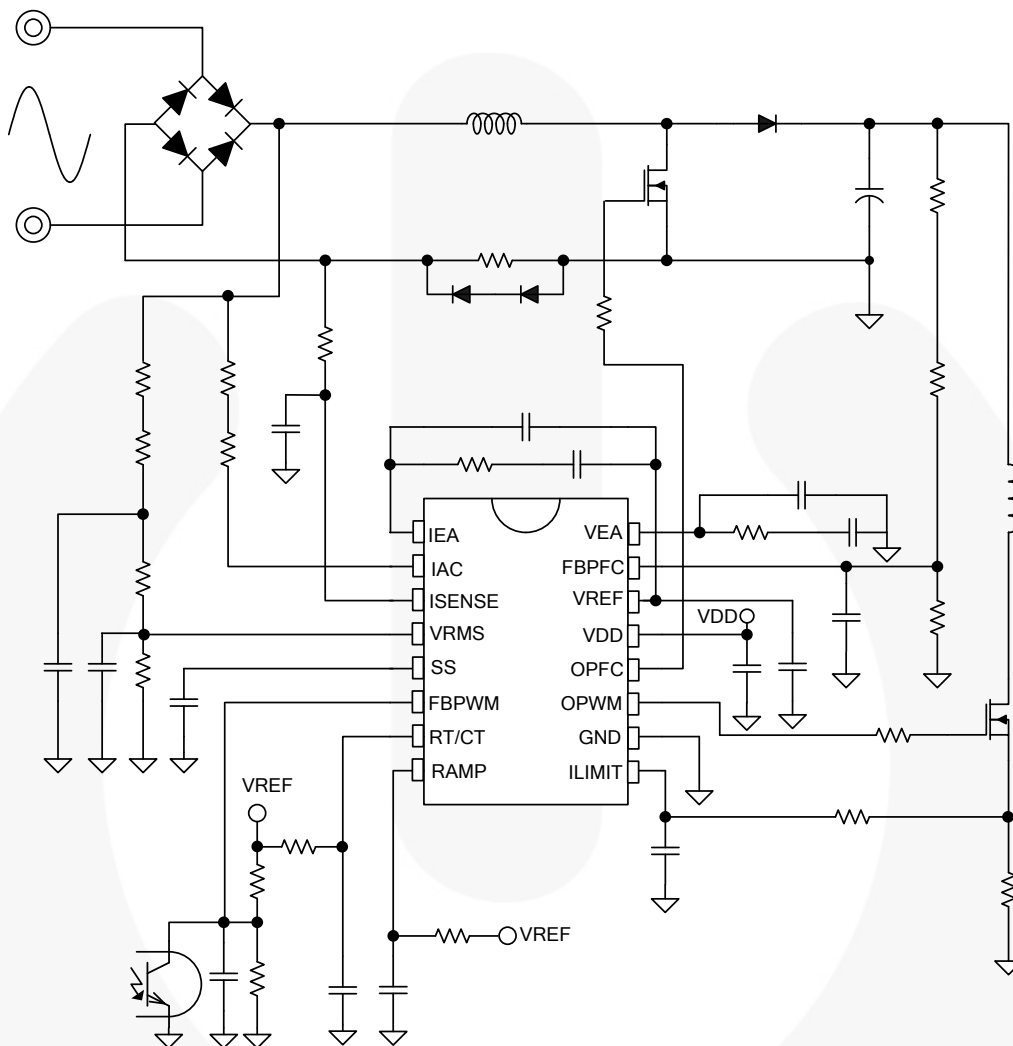 IEA
IAC
ISENSE
VRMS
SS
FBPWM
RT/CT
RAMP
VEA
FBPFC
VREF
VDD
OPFC
OPWM
GND
ILIMIT
VDD
VREF
VREF